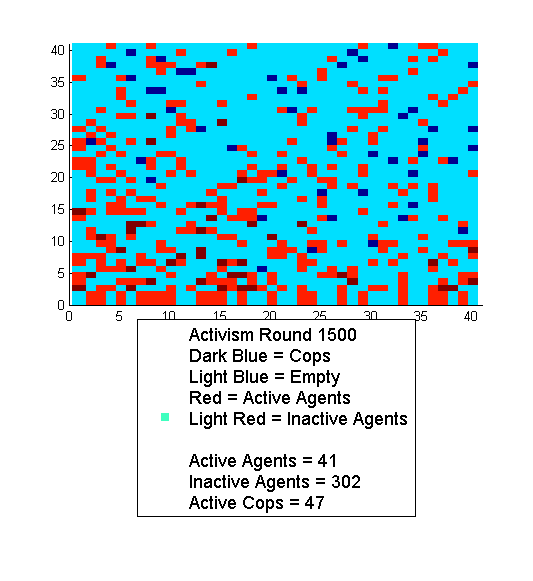 40
35
30
25
20
15
10
5
0
0 5 10 15 20 25 30 35 40
Activism Round 1500
Dark Blue = Cops
Light Blue = Empty
Red = Active Agents
Light Red = Inactive Agents
Active Agents = 41
Inactive Agents = 302
Active Cops = 47